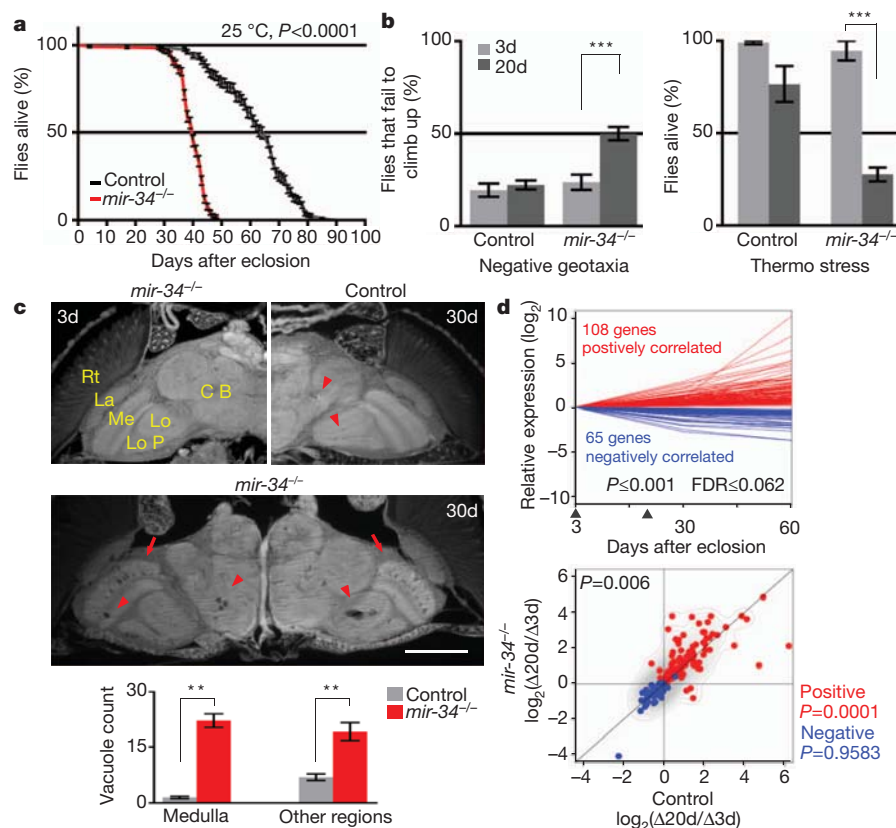 a
25 °C, P<0.0001
Flies alive (%)
100
50
0
Control
mir-34⁻/⁻
0 10 20 30 40 50 60 70 80 90 100
Days after eclosion
b
Flies that fail to
climb up (%)
100
50
0
3d
20d
***
Control
mir-34⁻/⁻
Negative geotaxia
Flies alive (%)
100
50
0
***
Control
mir-34⁻/⁻
Thermo stress
c
mir-34⁻/⁻
3d
Rt
La
Me
Lo
Lo P
C B
Control
30d
mir-34⁻/⁻
30d
Vacuole count
30
15
0
**
**
Control
mir-34⁻/⁻
Medulla
Other regions
d
Relative expression (log₂)
10
5
0
−5
−10
108 genes
postively correlated
65 genes
negatively correlated
P≤0.001 FDR≤0.062
3 30 60
Days after eclosion
mir-34⁻/⁻
log₂(Δ20d/Δ3d)
6
4
2
0
−2
−4
P=0.006
Positive
P=0.0001
Negative
P=0.9583
−4 −2 0 2 4 6
Control
log₂(Δ20d/Δ3d)